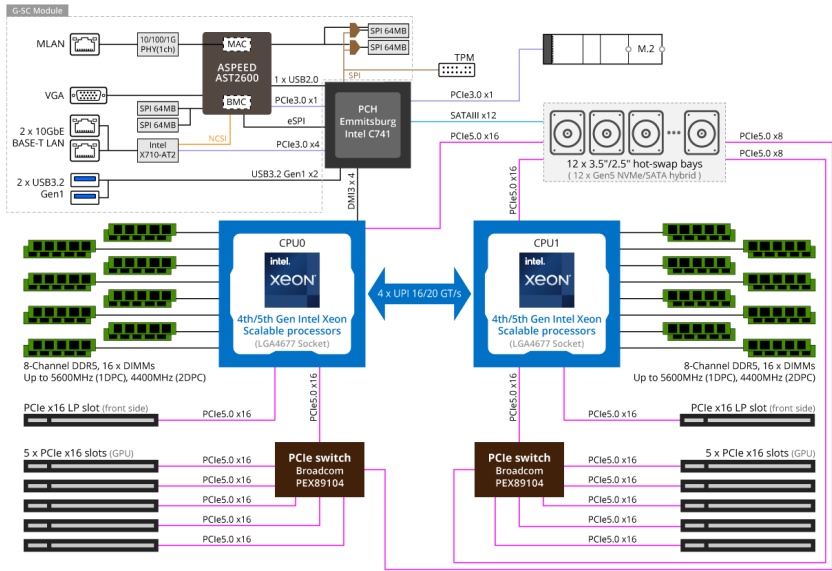 G-SC Module
MLAN
10/100/1G
PHY(1ch)
MAC
ASPEED
AST2600
BMC
SPI 64MB
SPI 64MB
SPI
TPM
M.2
1 x USB2.0
PCIe3.0 x1
PCIe3.0 x1
VGA
SPI 64MB
SPI 64MB
eSPI
PCH
Emmitsburg
Intel C741
SATAIII x12
PCIe5.0 x16
2 x 10GbE
BASE-T LAN
NCSI
Intel
X710-AT2
PCIe3.0 x4
2 x USB3.2
Gen1
USB3.2 Gen1 x2
DMI3 x 4
PCIe5.0 x16
12 x 3.5"/2.5" hot-swap bays
( 12 x Gen5 NVMe/SATA hybrid )
PCIe5.0 x8
PCIe5.0 x8
CPU0
intel.
xeon
4th/5th Gen Intel Xeon
Scalable processors
(LGA4677 Socket)
4 x UPI 16/20 GT/s
CPU1
intel.
xeon
4th/5th Gen Intel Xeon
Scalable processors
(LGA4677 Socket)
8-Channel DDR5, 16 x DIMMs
Up to 5600MHz (1DPC), 4400MHz (2DPC)
8-Channel DDR5, 16 x DIMMs
Up to 5600MHz (1DPC), 4400MHz (2DPC)
PCIe x16 LP slot (front side)
PCIe5.0 x16
PCIe5.0 x16
PCIe5.0 x16
PCIe5.0 x16
PCIe x16 LP slot (front side)
5 x PCIe x16 slots (GPU)
PCIe5.0 x16
PCIe5.0 x16
PCIe5.0 x16
PCIe5.0 x16
PCIe5.0 x16
PCIe switch
Broadcom
PEX89104
PCIe switch
Broadcom
PEX89104
5 x PCIe x16 slots (GPU)
PCIe5.0 x16
PCIe5.0 x16
PCIe5.0 x16
PCIe5.0 x16
PCIe5.0 x16